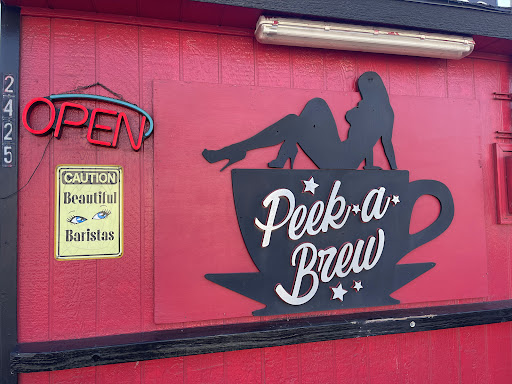 2425
OPEN
CAUTION
Beautiful
Baristas
Peek·a·
Brew